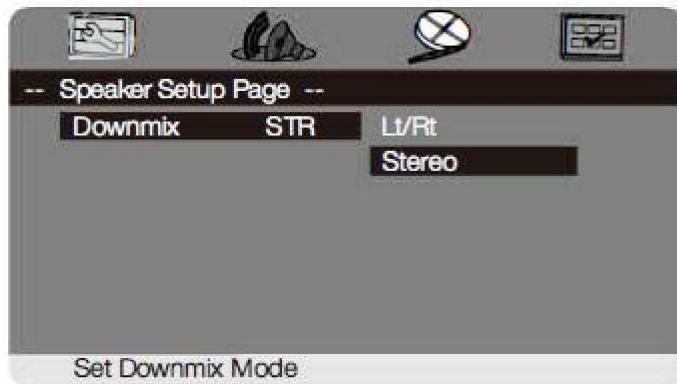 -- Speaker Setup Page --
Downmix STR Lt/Rt
Stereo
Set Downmix Mode